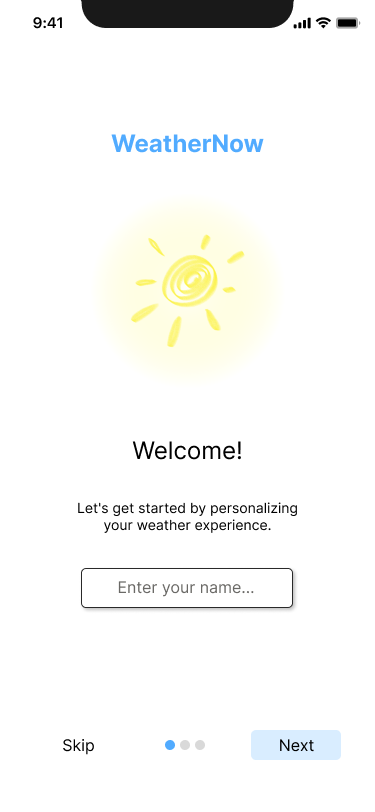 9:41
WeatherNow
Welcome!
Let's get started by personalizing
your weather experience.
Enter your name...
Skip
Next